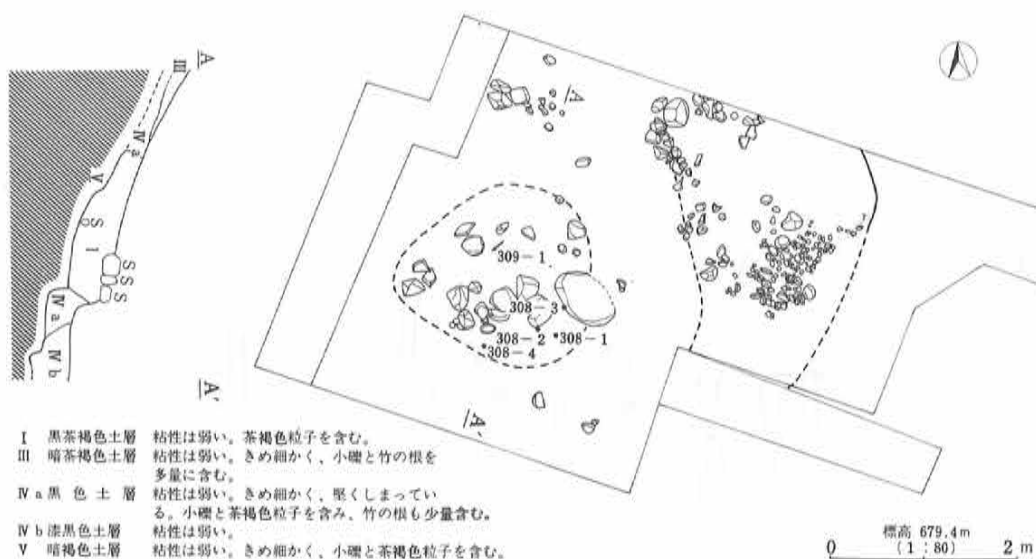 A
III
IVa
V
S
I
S
S
S
IVa
IVb
A'
A
309-1
308-3
308-2
308-1
308-4
A'
I 黒茶褐色土層 粘性は弱い。茶褐色粒子を含む。
III 暗茶褐色土層 粘性は弱い。きめ細かく、小礫と竹の根を
多量に含む。
IVa 黒色土層 粘性は弱い。きめ細かく、堅くしまってい
る。小礫と茶褐色粒子を含み、竹の根も少量含む。
IVb 漆黒色土層 粘性は弱い。
V 暗褐色土層 粘性は弱い。きめ細かく、小礫と茶褐色粒子を含む。
標高 679.4m
0 (1:80) 2m